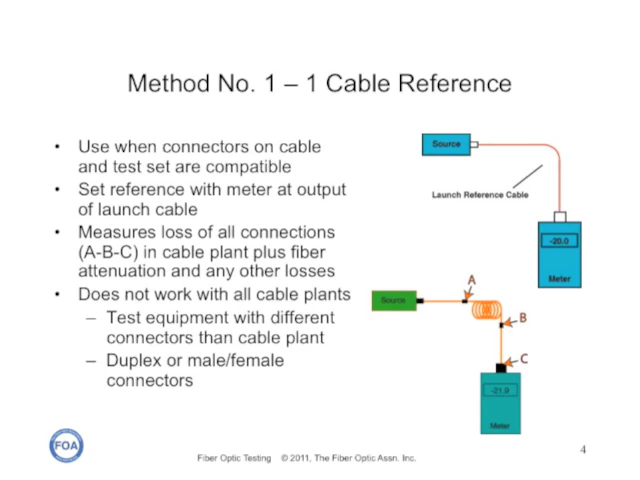 Method No. 1 – 1 Cable Reference
• Use when connectors on cable
and test set are compatible
• Set reference with meter at output
of launch cable
• Measures loss of all connections
(A-B-C) in cable plant plus fiber
attenuation and any other losses
• Does not work with all cable plants
– Test equipment with different
connectors than cable plant
– Duplex or male/female
connectors
Source
Launch Reference Cable
-20.0
Meter
A
Source
B
C
-21.9
Meter
FOA
Fiber Optic Testing © 2011, The Fiber Optic Assn. Inc.
4